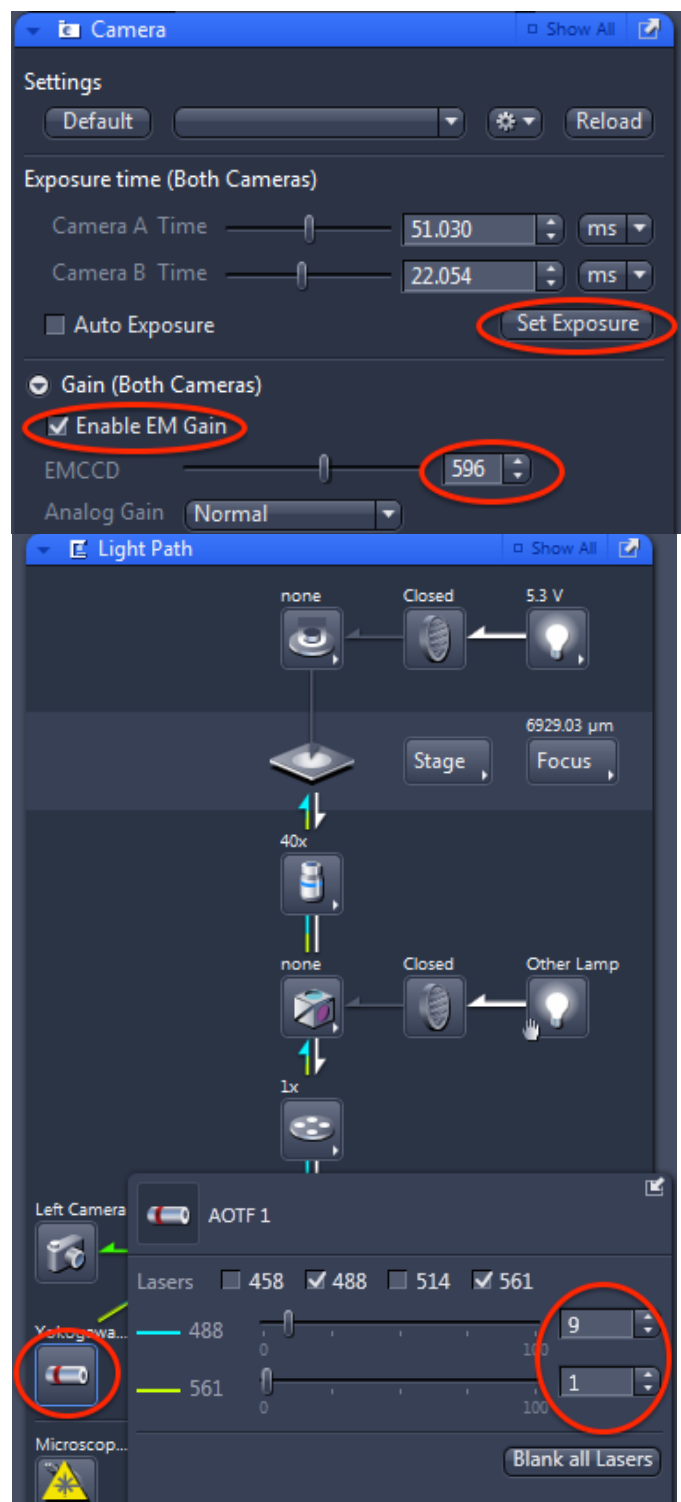 Camera Show All
Settings
Default Reload
Exposure time (Both Cameras)
Camera A Time 51.030 ms
Camera B Time 22.054 ms
Auto Exposure Set Exposure
Gain (Both Cameras)
Enable EM Gain
EMCCD 596
Analog Gain Normal
Light Path Show All
none Closed 5.3 V
6929.03 µm
Stage Focus
40x
none Closed Other Lamp
1x
Left Camera
AOTF 1
Lasers 458 488 514 561
Yokogawa...
488 9
0 100
561 1
0 100
Microscop...
Blank all Lasers